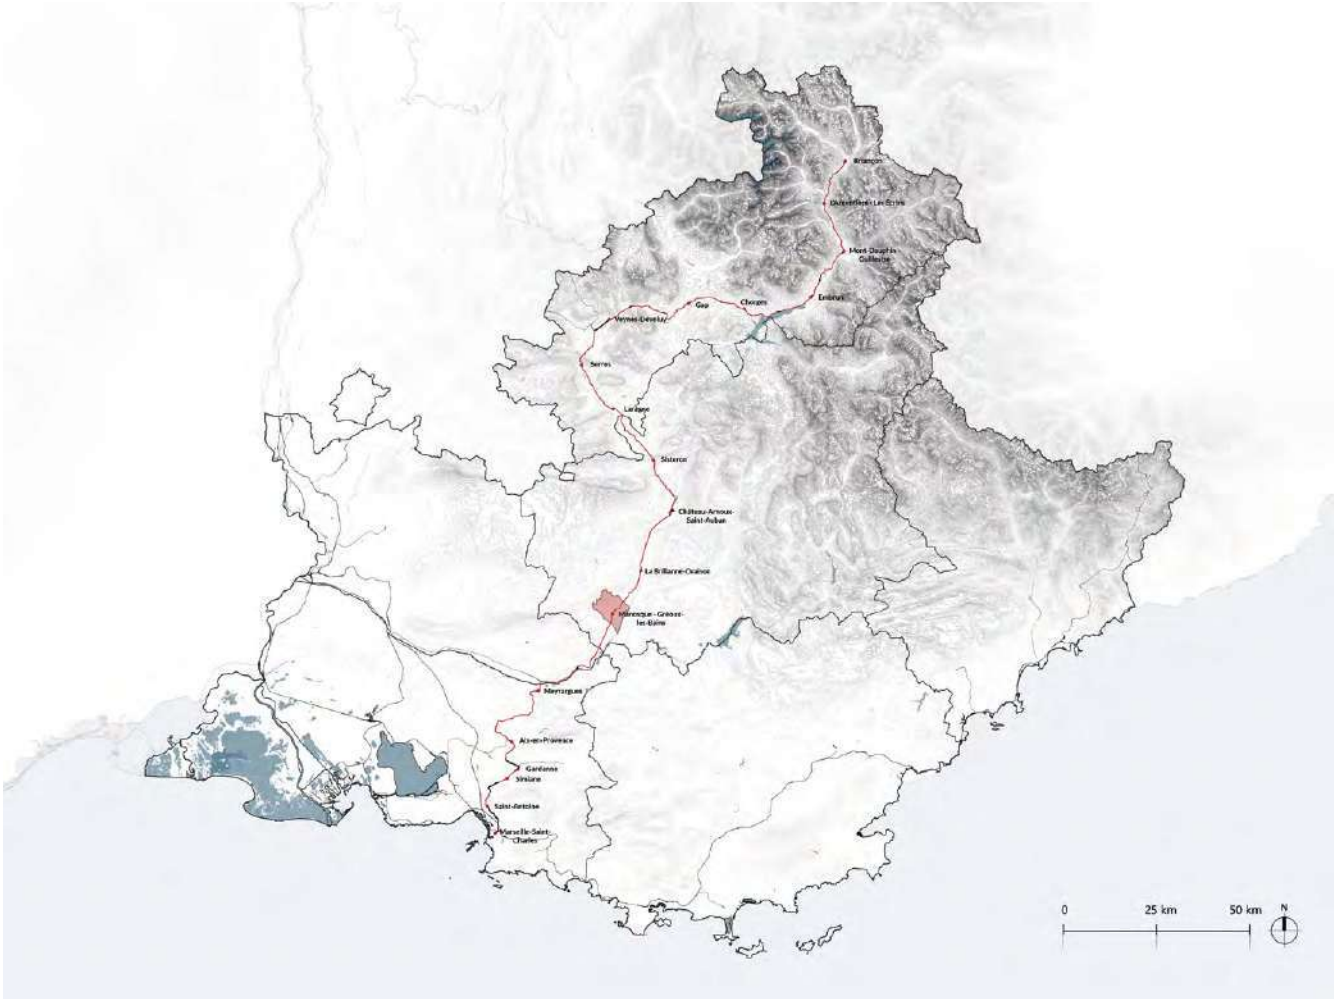 Briançon
L'Argentière - Les Écrins
Mont-Dauphin
Guillestre
Embrun
Chorges
Gap
Veynes-Dévoluy
Serres
Laragne
Sisteron
Château-Arnoux-
Saint-Auban
La Brillanne-Oraison
Manosque - Gréoux-
les-Bains
Meyrargues
Aix-en-Provence
Gardanne
Simiane
Saint-Antoine
Marseille-Saint-
Charles
0 25 km 50 km N